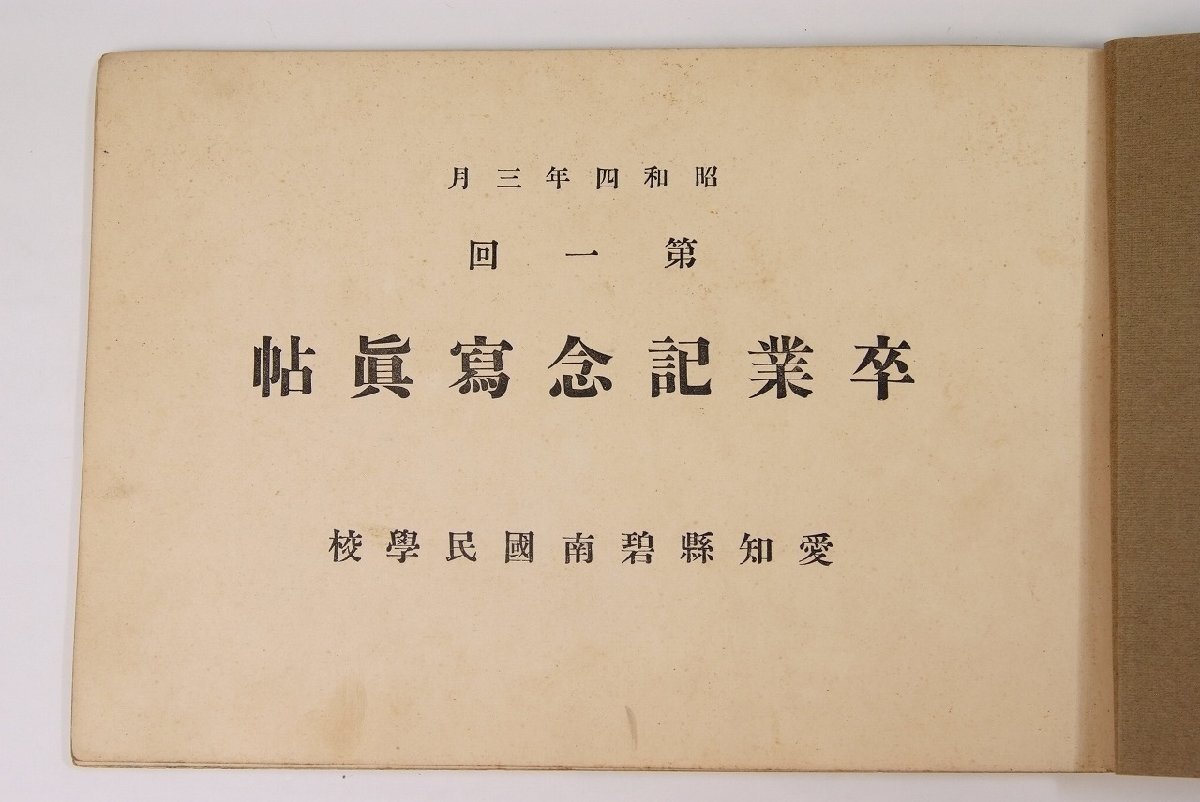 昭和四年三月
第一回
卒業記念寫眞帖
愛知縣碧南國民學校